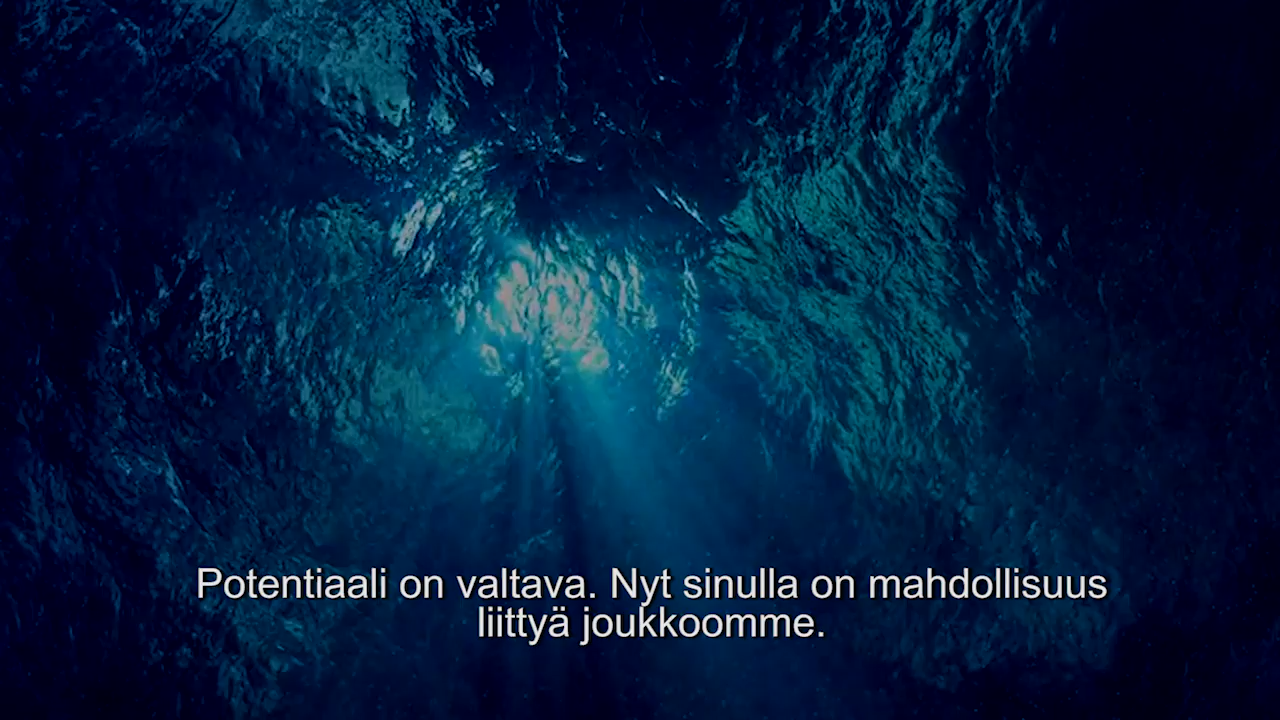 Potentiaali on valtava. Nyt sinulla on mahdollisuus
liittyä joukkoomme.